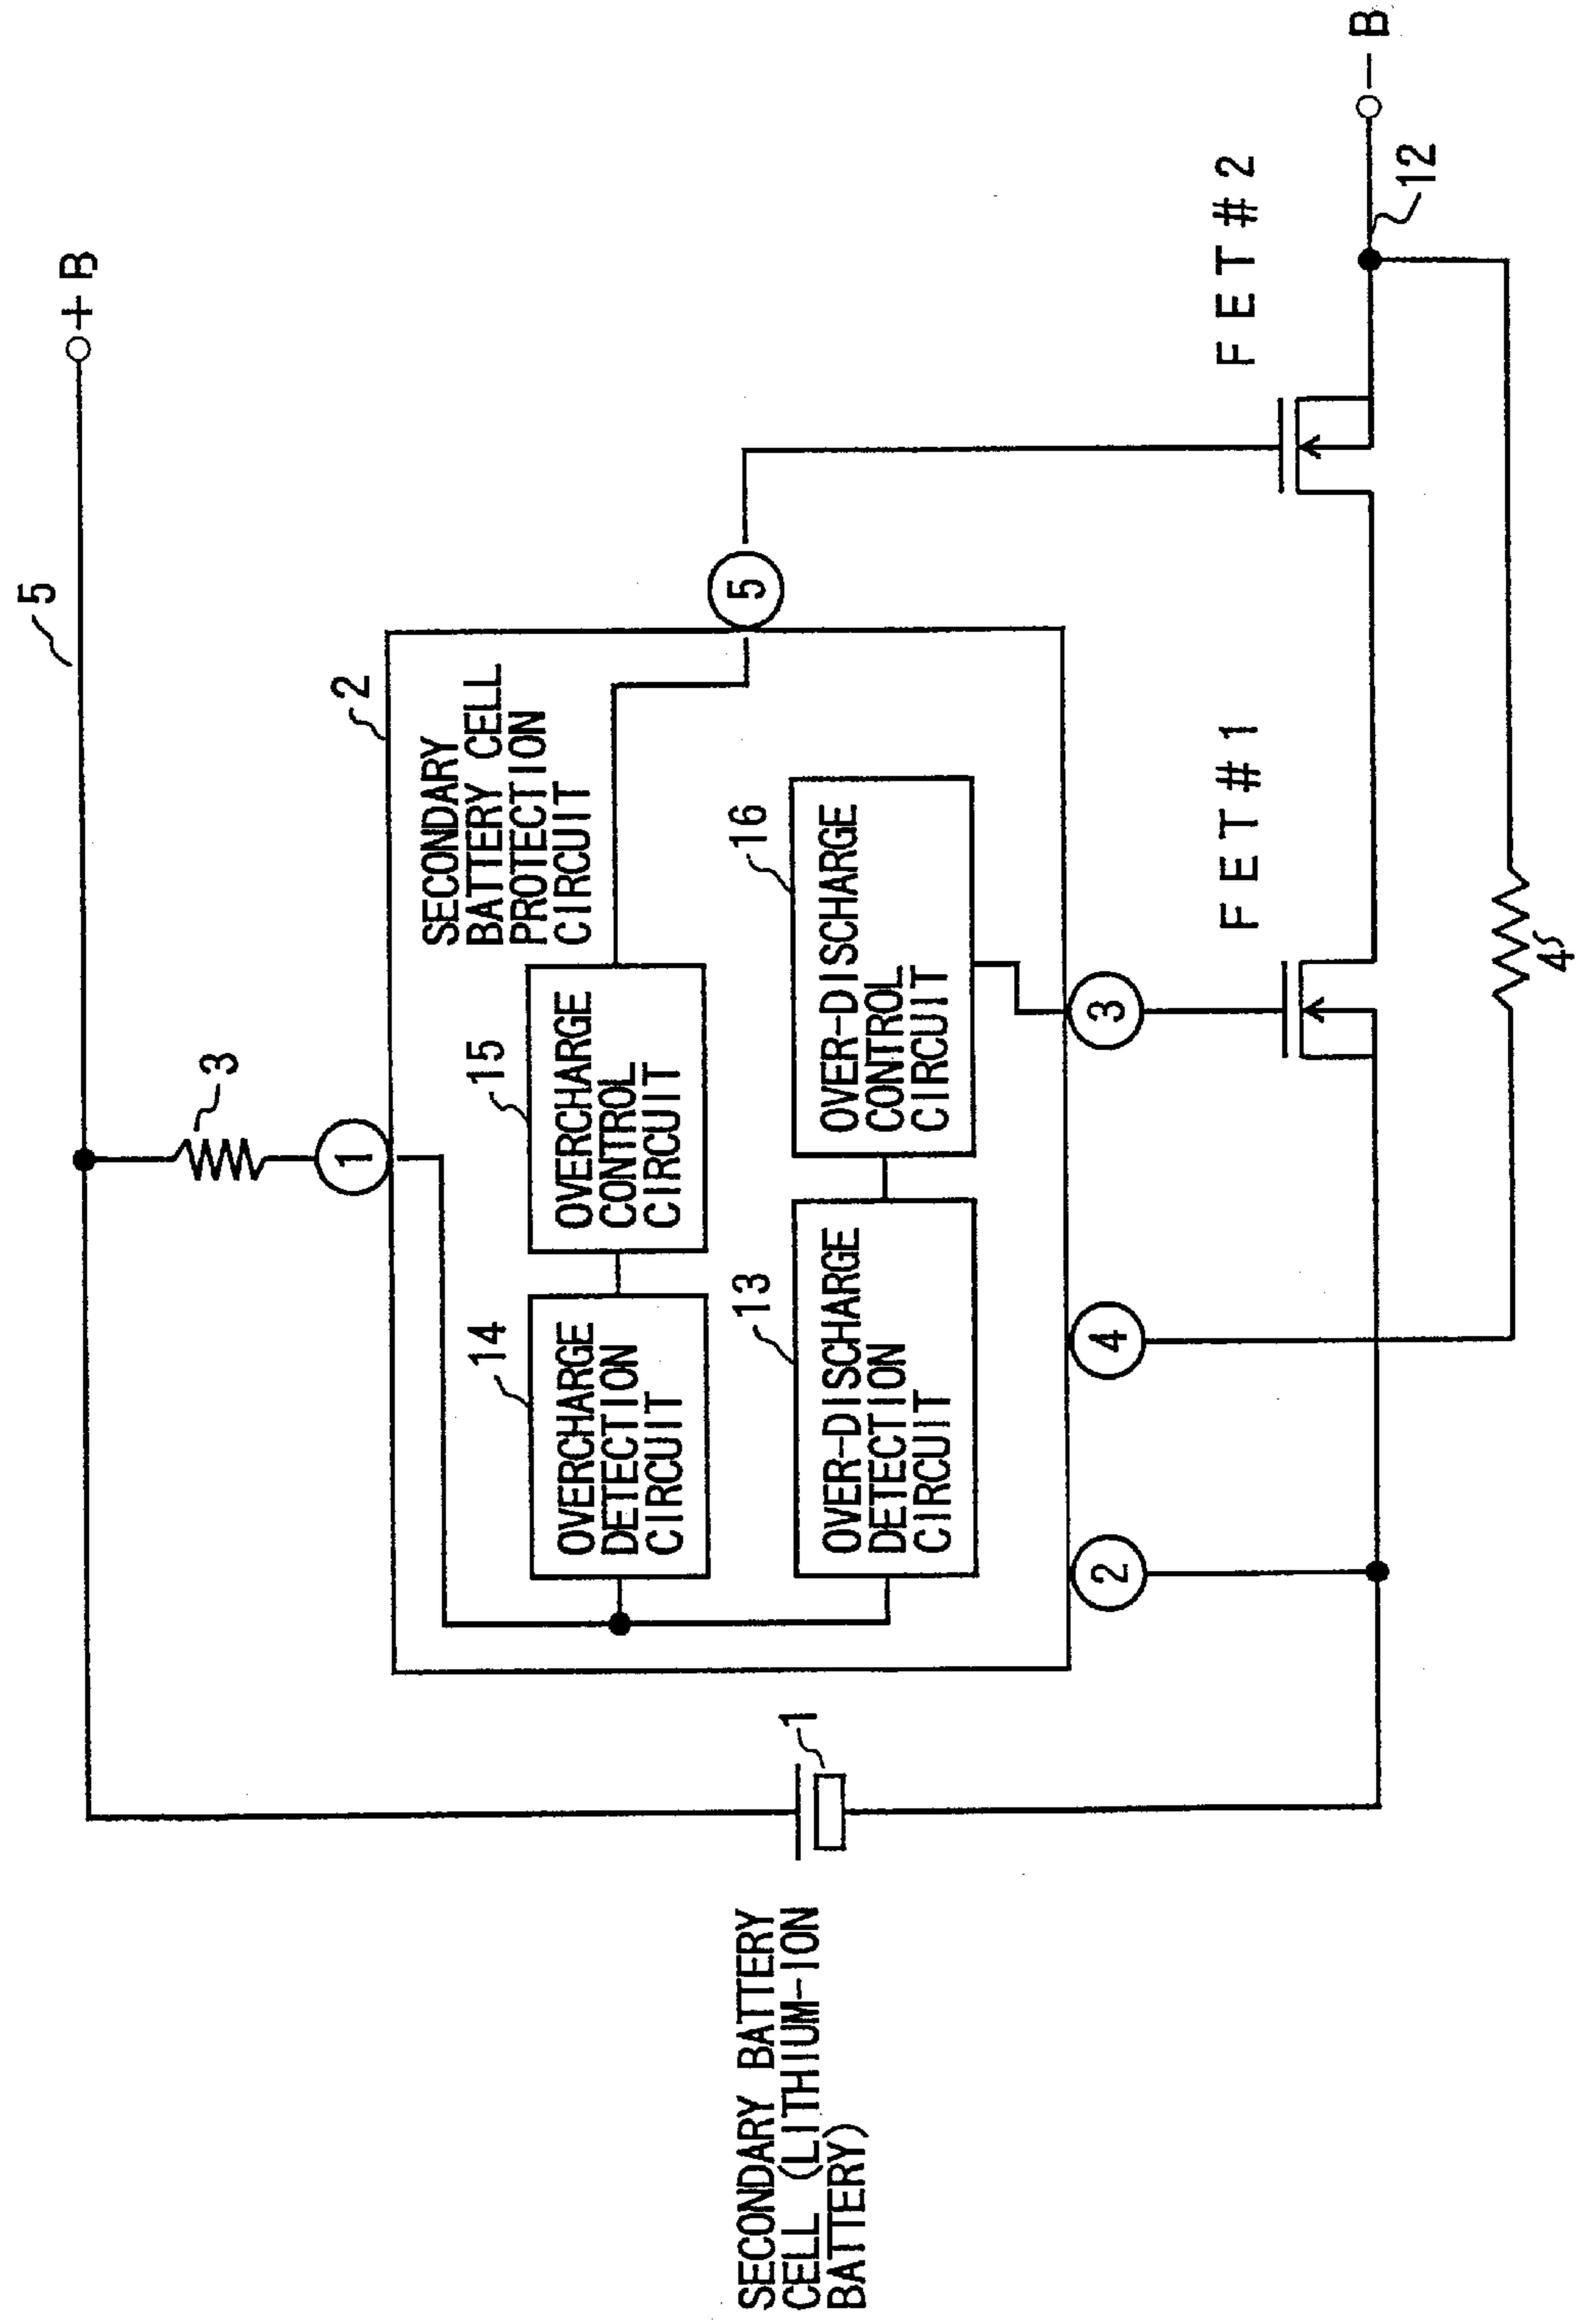 5
+B
3
1
2
SECONDARY
BATTERY CELL
PROTECTION
CIRCUIT
14
OVERCHARGE
DETECTION
CIRCUIT
15
OVERCHARGE
CONTROL
CIRCUIT
5
SECONDARY BATTERY
CELL (LITHIUM-ION
BATTERY)
1
13
OVER-DISCHARGE
DETECTION
CIRCUIT
16
OVER-DISCHARGE
CONTROL
CIRCUIT
2
4
3
FET#1
FET#2
-B
12
4